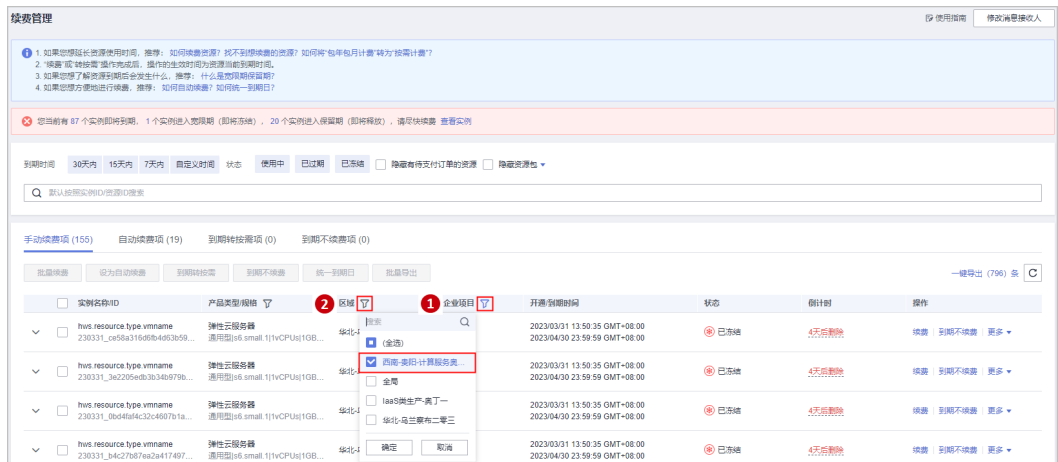 续费管理
使用指南
修改消息接收人
1. 如果您想延长资源使用时间，推荐： 如何续费资源？找不到想续费的资源？如何将“包年包月计费”转为“按需计费”？
2. “续费”或“转按需”操作完成后，操作的生效时间为资源当前到期时间。
3. 如果您想了解资源到期后会发生什么，推荐： 什么是宽限期保留期？
4. 如果您想方便地进行续费，推荐： 如何自动续费？如何统一到期日？
您当前有 87 个实例即将到期， 1 个实例进入宽限期（即将冻结）， 20 个实例进入保留期（即将释放），请尽快续费 查看实例
到期时间 30天内 15天内 7天内 自定义时间 状态 使用中 已过期 已冻结 隐藏有待支付订单的资源 隐藏资源包
默认按照实例ID/资源ID搜索
手动续费项 (155) 自动续费项 (19) 到期转按需项 (0) 到期不续费项 (0)
批量续费 设为自动续费 到期转按需 到期不续费 统一到期日 批量导出 一键导出 (796) 条
实例名称/ID 产品类型/规格 2 区域 1 企业项目 开通/到期时间 状态 倒计时 操作
hws.resource.type.vmname 弹性云服务器 2023/03/31 13:50:35 GMT+08:00
230331_ce58a316d6fb4d63b59... 通用型|s6.small.1|1vCPUs|1GB... 华北- 2023/04/30 23:59:59 GMT+08:00 已冻结 4天后删除 续费 到期不续费 更多
搜索
(全选)
西南-贵阳-计算服务奥...
全局
IaaS类生产-奥丁一
华北-乌兰察布二零三
确定 取消
hws.resource.type.vmname 弹性云服务器 2023/03/31 13:50:35 GMT+08:00
230331_3e2205edb3b34b979b... 通用型|s6.small.1|1vCPUs|1GB... 华北- 2023/04/30 23:59:59 GMT+08:00 已冻结 4天后删除 续费 到期不续费 更多
hws.resource.type.vmname 弹性云服务器 2023/03/31 13:50:35 GMT+08:00
230331_0bd4faf4c32c4607b1a... 通用型|s6.small.1|1vCPUs|1GB... 华北- 2023/04/30 23:59:59 GMT+08:00 已冻结 4天后删除 续费 到期不续费 更多
hws.resource.type.vmname 弹性云服务器 2023/03/31 13:50:35 GMT+08:00
230331_b4c27b87ea2a417497... 通用型|s6.small.1|1vCPUs|1GB... 华北- 2023/04/30 23:59:59 GMT+08:00 已冻结 4天后删除 续费 到期不续费 更多